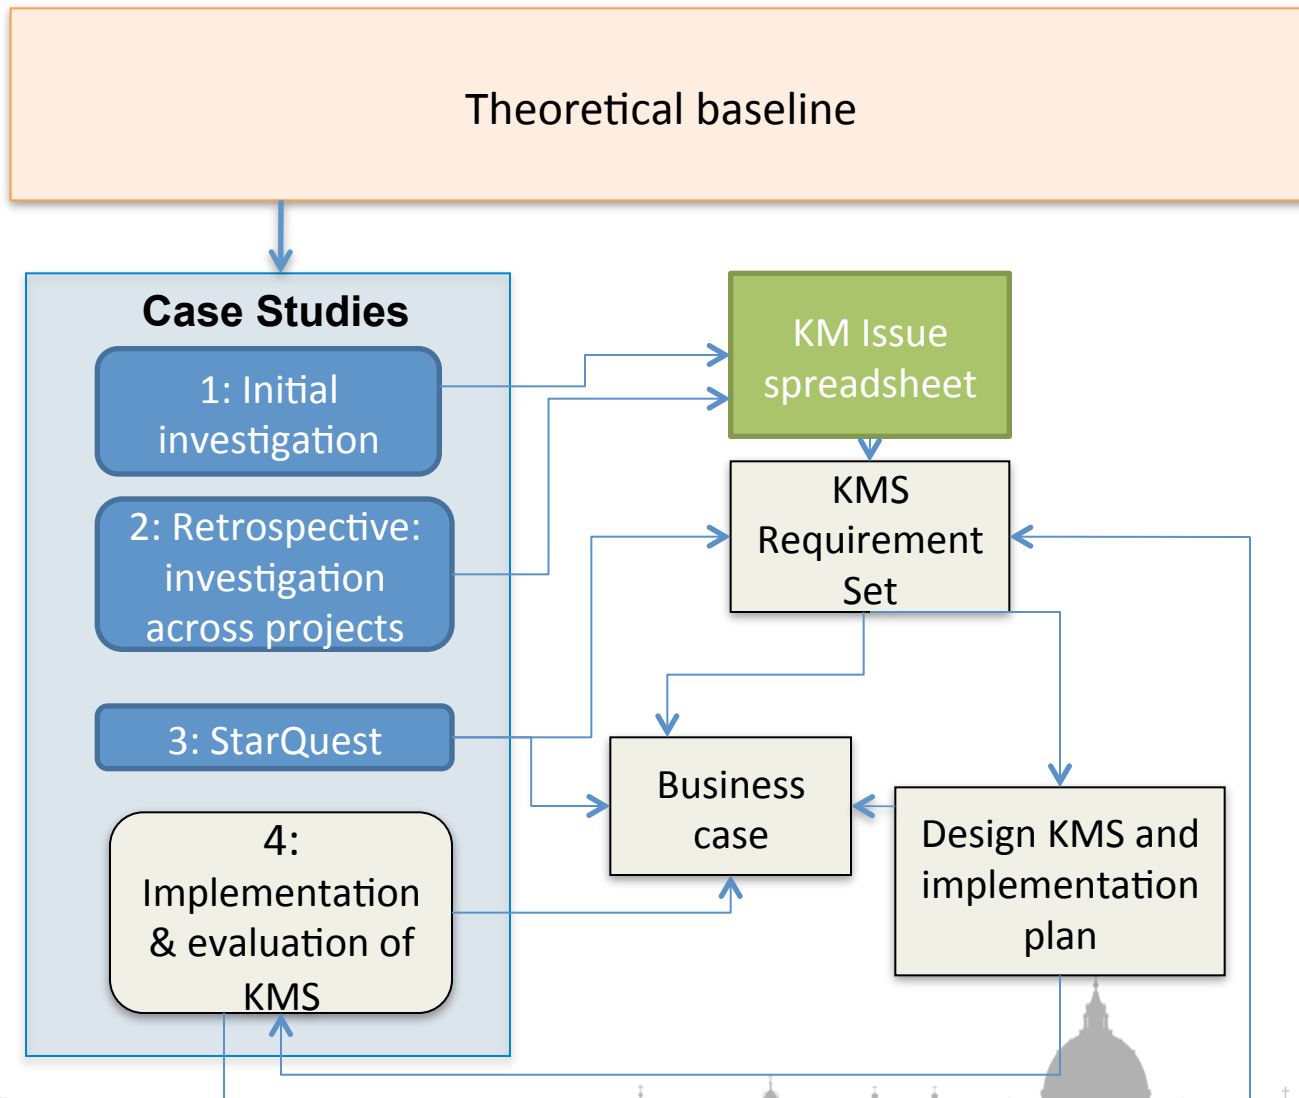 Theoretical baseline
Case Studies
1: Initial
investigation
2: Retrospective:
investigation
across projects
3: StarQuest
4:
Implementation
& evaluation of
KMS
KM Issue
spreadsheet
KMS
Requirement
Set
Business
case
Design KMS and
implementation
plan